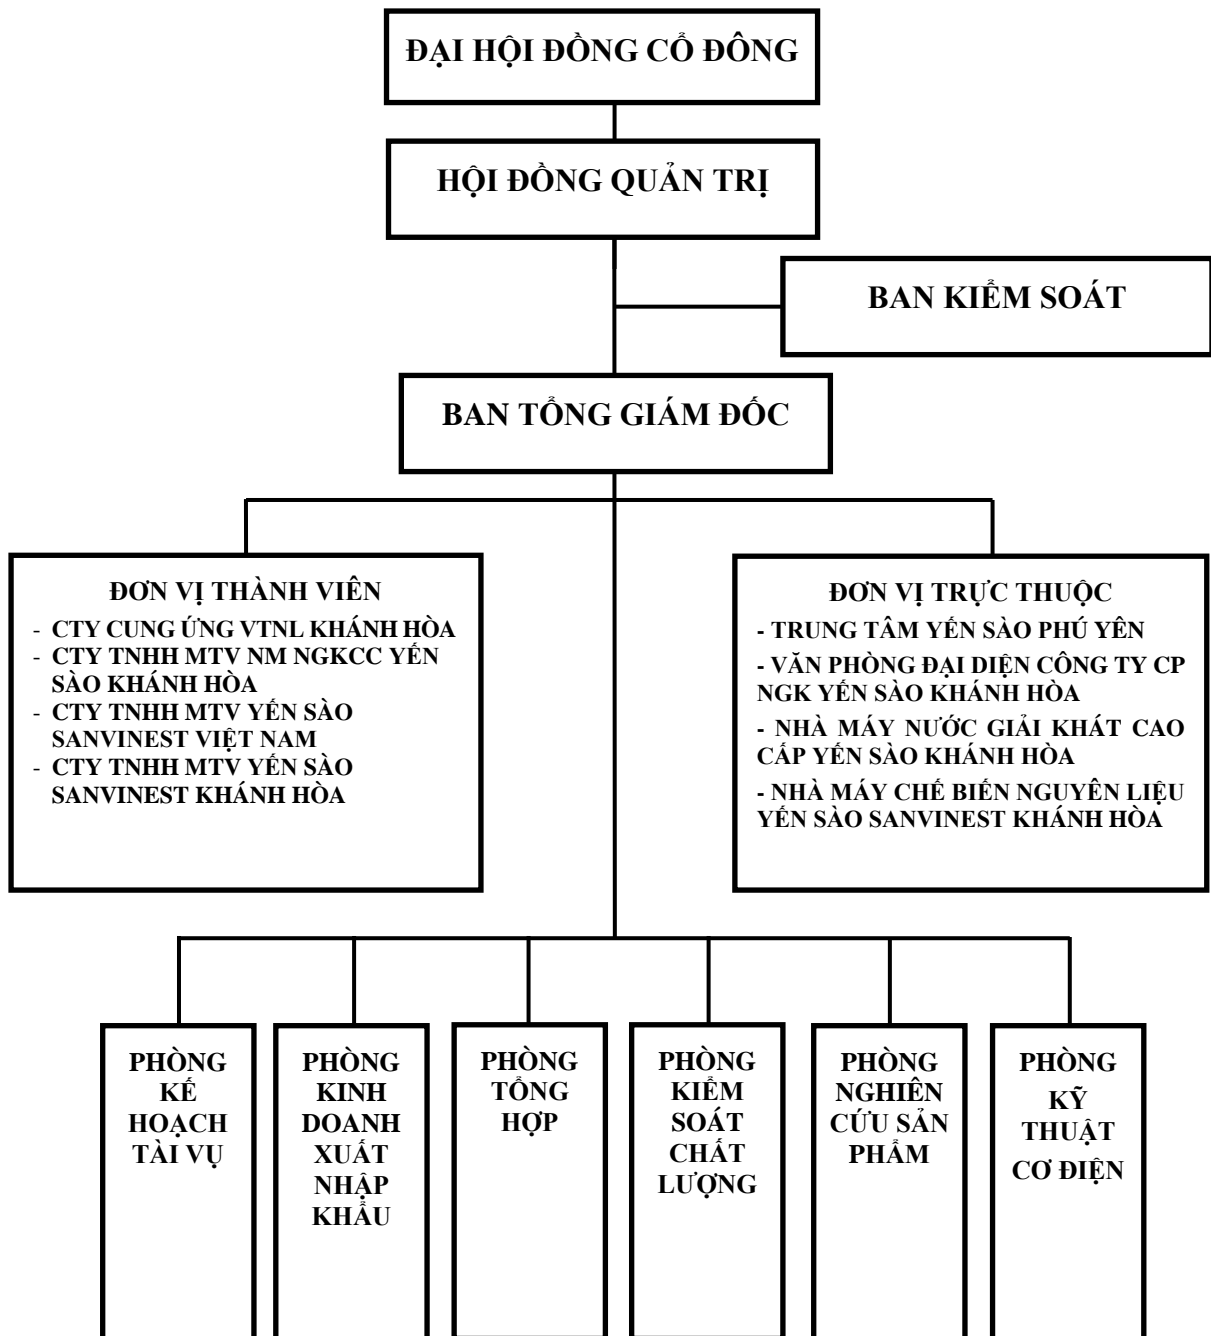 ĐẠI HỘI ĐỒNG CỔ ĐÔNG
HỘI ĐỒNG QUẢN TRỊ
BAN KIỂM SOÁT
BAN TỔNG GIÁM ĐỐC
ĐƠN VỊ THÀNH VIÊN
- CTY CUNG ỨNG VTNL KHÁNH HÒA
- CTY TNHH MTV NM NGKCC YẾN
SÀO KHÁNH HÒA
- CTY TNHH MTV YẾN SÀO
SANVINEST VIỆT NAM
- CTY TNHH MTV YẾN SÀO
SANVINEST KHÁNH HÒA
ĐƠN VỊ TRỰC THUỘC
- TRUNG TÂM YẾN SÀO PHÚ YÊN
- VĂN PHÒNG ĐẠI DIỆN CÔNG TY CP
NGK YẾN SÀO KHÁNH HÒA
- NHÀ MÁY NƯỚC GIẢI KHÁT CAO
CẤP YẾN SÀO KHÁNH HÒA
- NHÀ MÁY CHẾ BIẾN NGUYÊN LIỆU
YẾN SÀO SANVINEST KHÁNH HÒA
PHÒNG
KẾ
HOẠCH
TÀI VỤ
PHÒNG
KINH
DOANH
XUẤT
NHẬP
KHẨU
PHÒNG
TỔNG
HỢP
PHÒNG
KIỂM
SOÁT
CHẤT
LƯỢNG
PHÒNG
NGHIÊN
CỨU SẢN
PHẨM
PHÒNG
KỸ
THUẬT
CƠ ĐIỆN